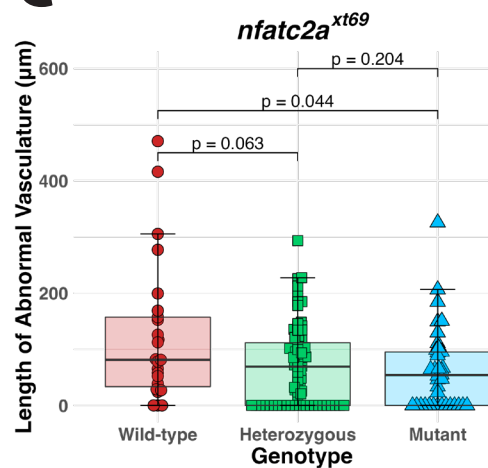 nfatc2a^xt69
Length of Abnormal Vasculature (µm)
600
400
200
0
p = 0.204
p = 0.044
p = 0.063
Wild-type
Heterozygous
Mutant
Genotype